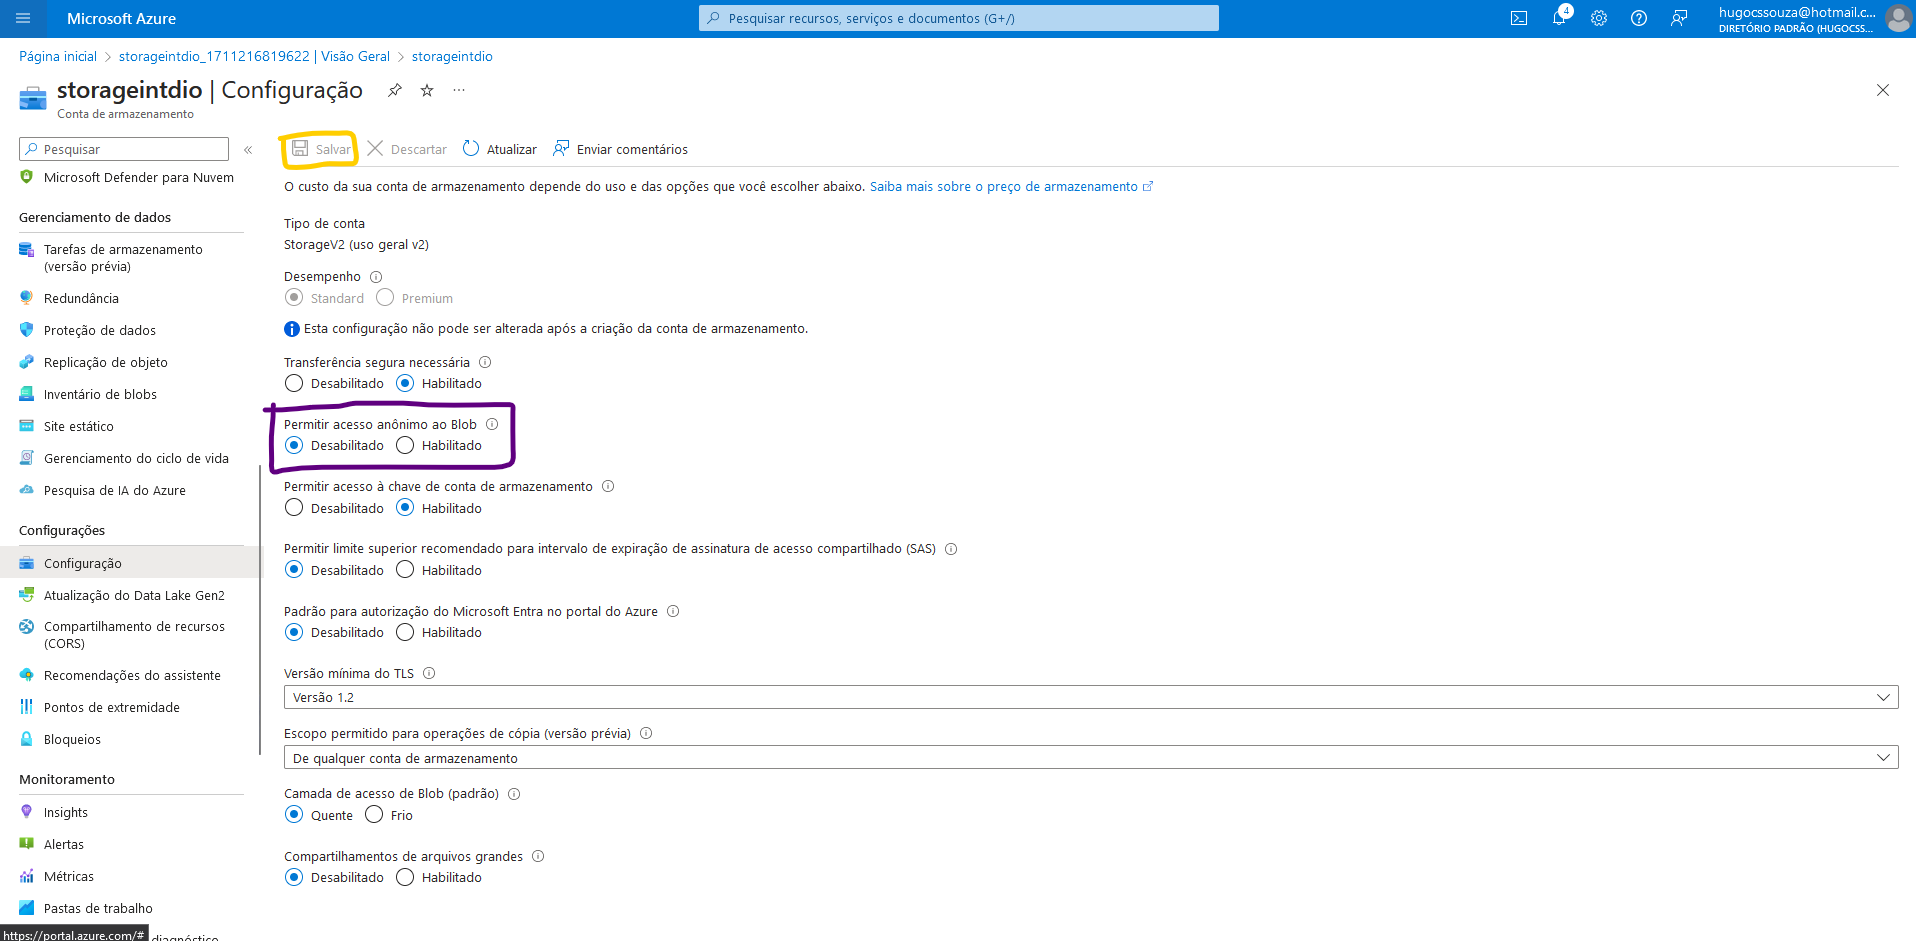 Microsoft Azure
Pesquisar recursos, serviços e documentos (G+/)
4
hugocssouza@hotmail.c...
DIRETÓRIO PADRÃO (HUGOCSS...
Página inicial > storageintdio_1711216819622 | Visão Geral > storageintdio
storageintdio | Configuração
Conta de armazenamento
Pesquisar
Microsoft Defender para Nuvem
Gerenciamento de dados
Tarefas de armazenamento
(versão prévia)
Redundância
Proteção de dados
Replicação de objeto
Inventário de blobs
Site estático
Gerenciamento do ciclo de vida
Pesquisa de IA do Azure
Configurações
Configuração
Atualização do Data Lake Gen2
Compartilhamento de recursos
(CORS)
Recomendações do assistente
Pontos de extremidade
Bloqueios
Monitoramento
Insights
Alertas
Métricas
Pastas de trabalho
diagnóstico
https://portal.azure.com/#
Salvar Descartar Atualizar Enviar comentários
O custo da sua conta de armazenamento depende do uso e das opções que você escolher abaixo. Saiba mais sobre o preço de armazenamento
Tipo de conta
StorageV2 (uso geral v2)
Desempenho
Standard Premium
Esta configuração não pode ser alterada após a criação da conta de armazenamento.
Transferência segura necessária
Desabilitado Habilitado
Permitir acesso anônimo ao Blob
Desabilitado Habilitado
Permitir acesso à chave de conta de armazenamento
Desabilitado Habilitado
Permitir limite superior recomendado para intervalo de expiração de assinatura de acesso compartilhado (SAS)
Desabilitado Habilitado
Padrão para autorização do Microsoft Entra no portal do Azure
Desabilitado Habilitado
Versão mínima do TLS
Versão 1.2
Escopo permitido para operações de cópia (versão prévia)
De qualquer conta de armazenamento
Camada de acesso de Blob (padrão)
Quente Frio
Compartilhamentos de arquivos grandes
Desabilitado Habilitado